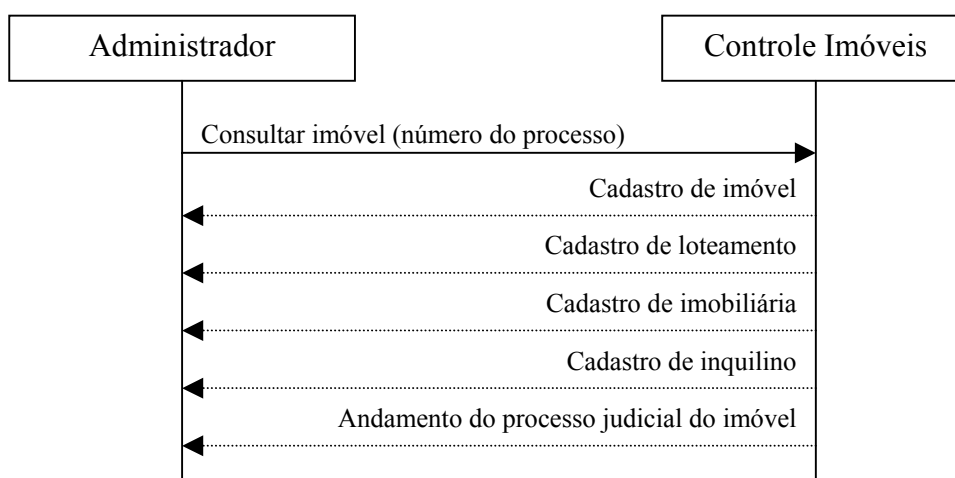 Administrador
Controle Imóveis
Consultar imóvel (número do processo)
Cadastro de imóvel
Cadastro de loteamento
Cadastro de imobiliária
Cadastro de inquilino
Andamento do processo judicial do imóvel